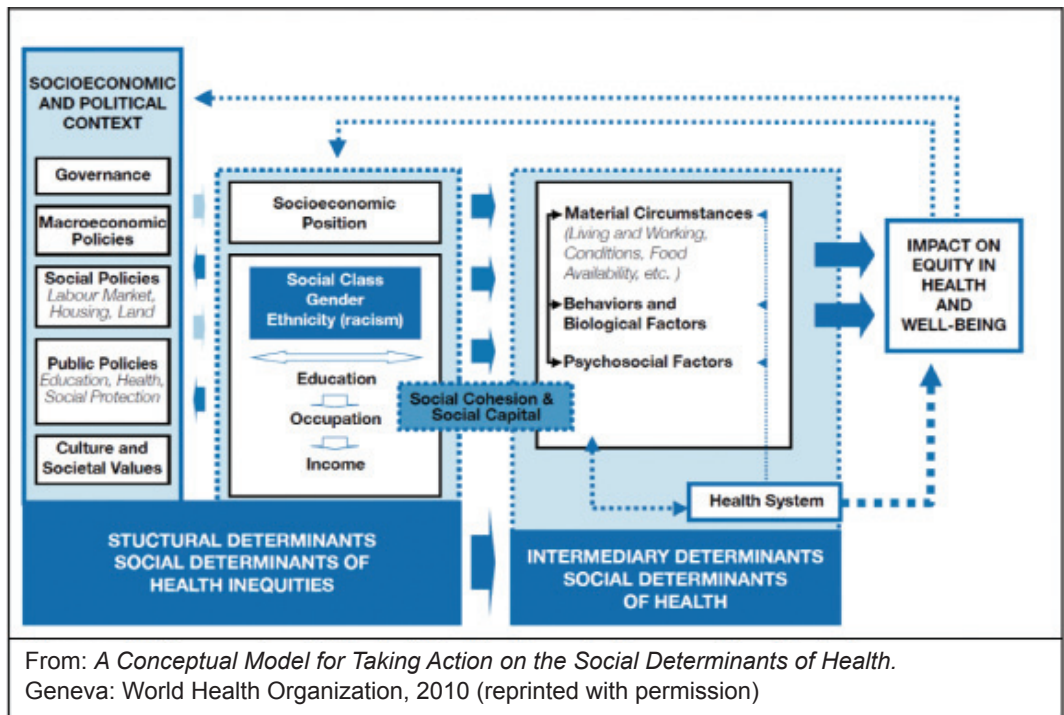 SOCIOECONOMIC
AND POLITICAL
CONTEXT
Governance
Macroeconomic
Policies
Social Policies
Labour Market,
Housing, Land
Public Policies
Education, Health,
Social Protection
Culture and
Societal Values
Socioeconomic
Position
Social Class
Gender
Ethnicity (racism)
Education
Occupation
Income
Social Cohesion &
Social Capital
Material Circumstances
(Living and Working,
Conditions, Food
Availability, etc. )
Behaviors and
Biological Factors
Psychosocial Factors
Health System
IMPACT ON
EQUITY IN
HEALTH
AND
WELL-BEING
STUCTURAL DETERMINANTS
SOCIAL DETERMINANTS OF
HEALTH INEQUITIES
INTERMEDIARY DETERMINANTS
SOCIAL DETERMINANTS
OF HEALTH
From: A Conceptual Model for Taking Action on the Social Determinants of Health.
Geneva: World Health Organization, 2010 (reprinted with permission)